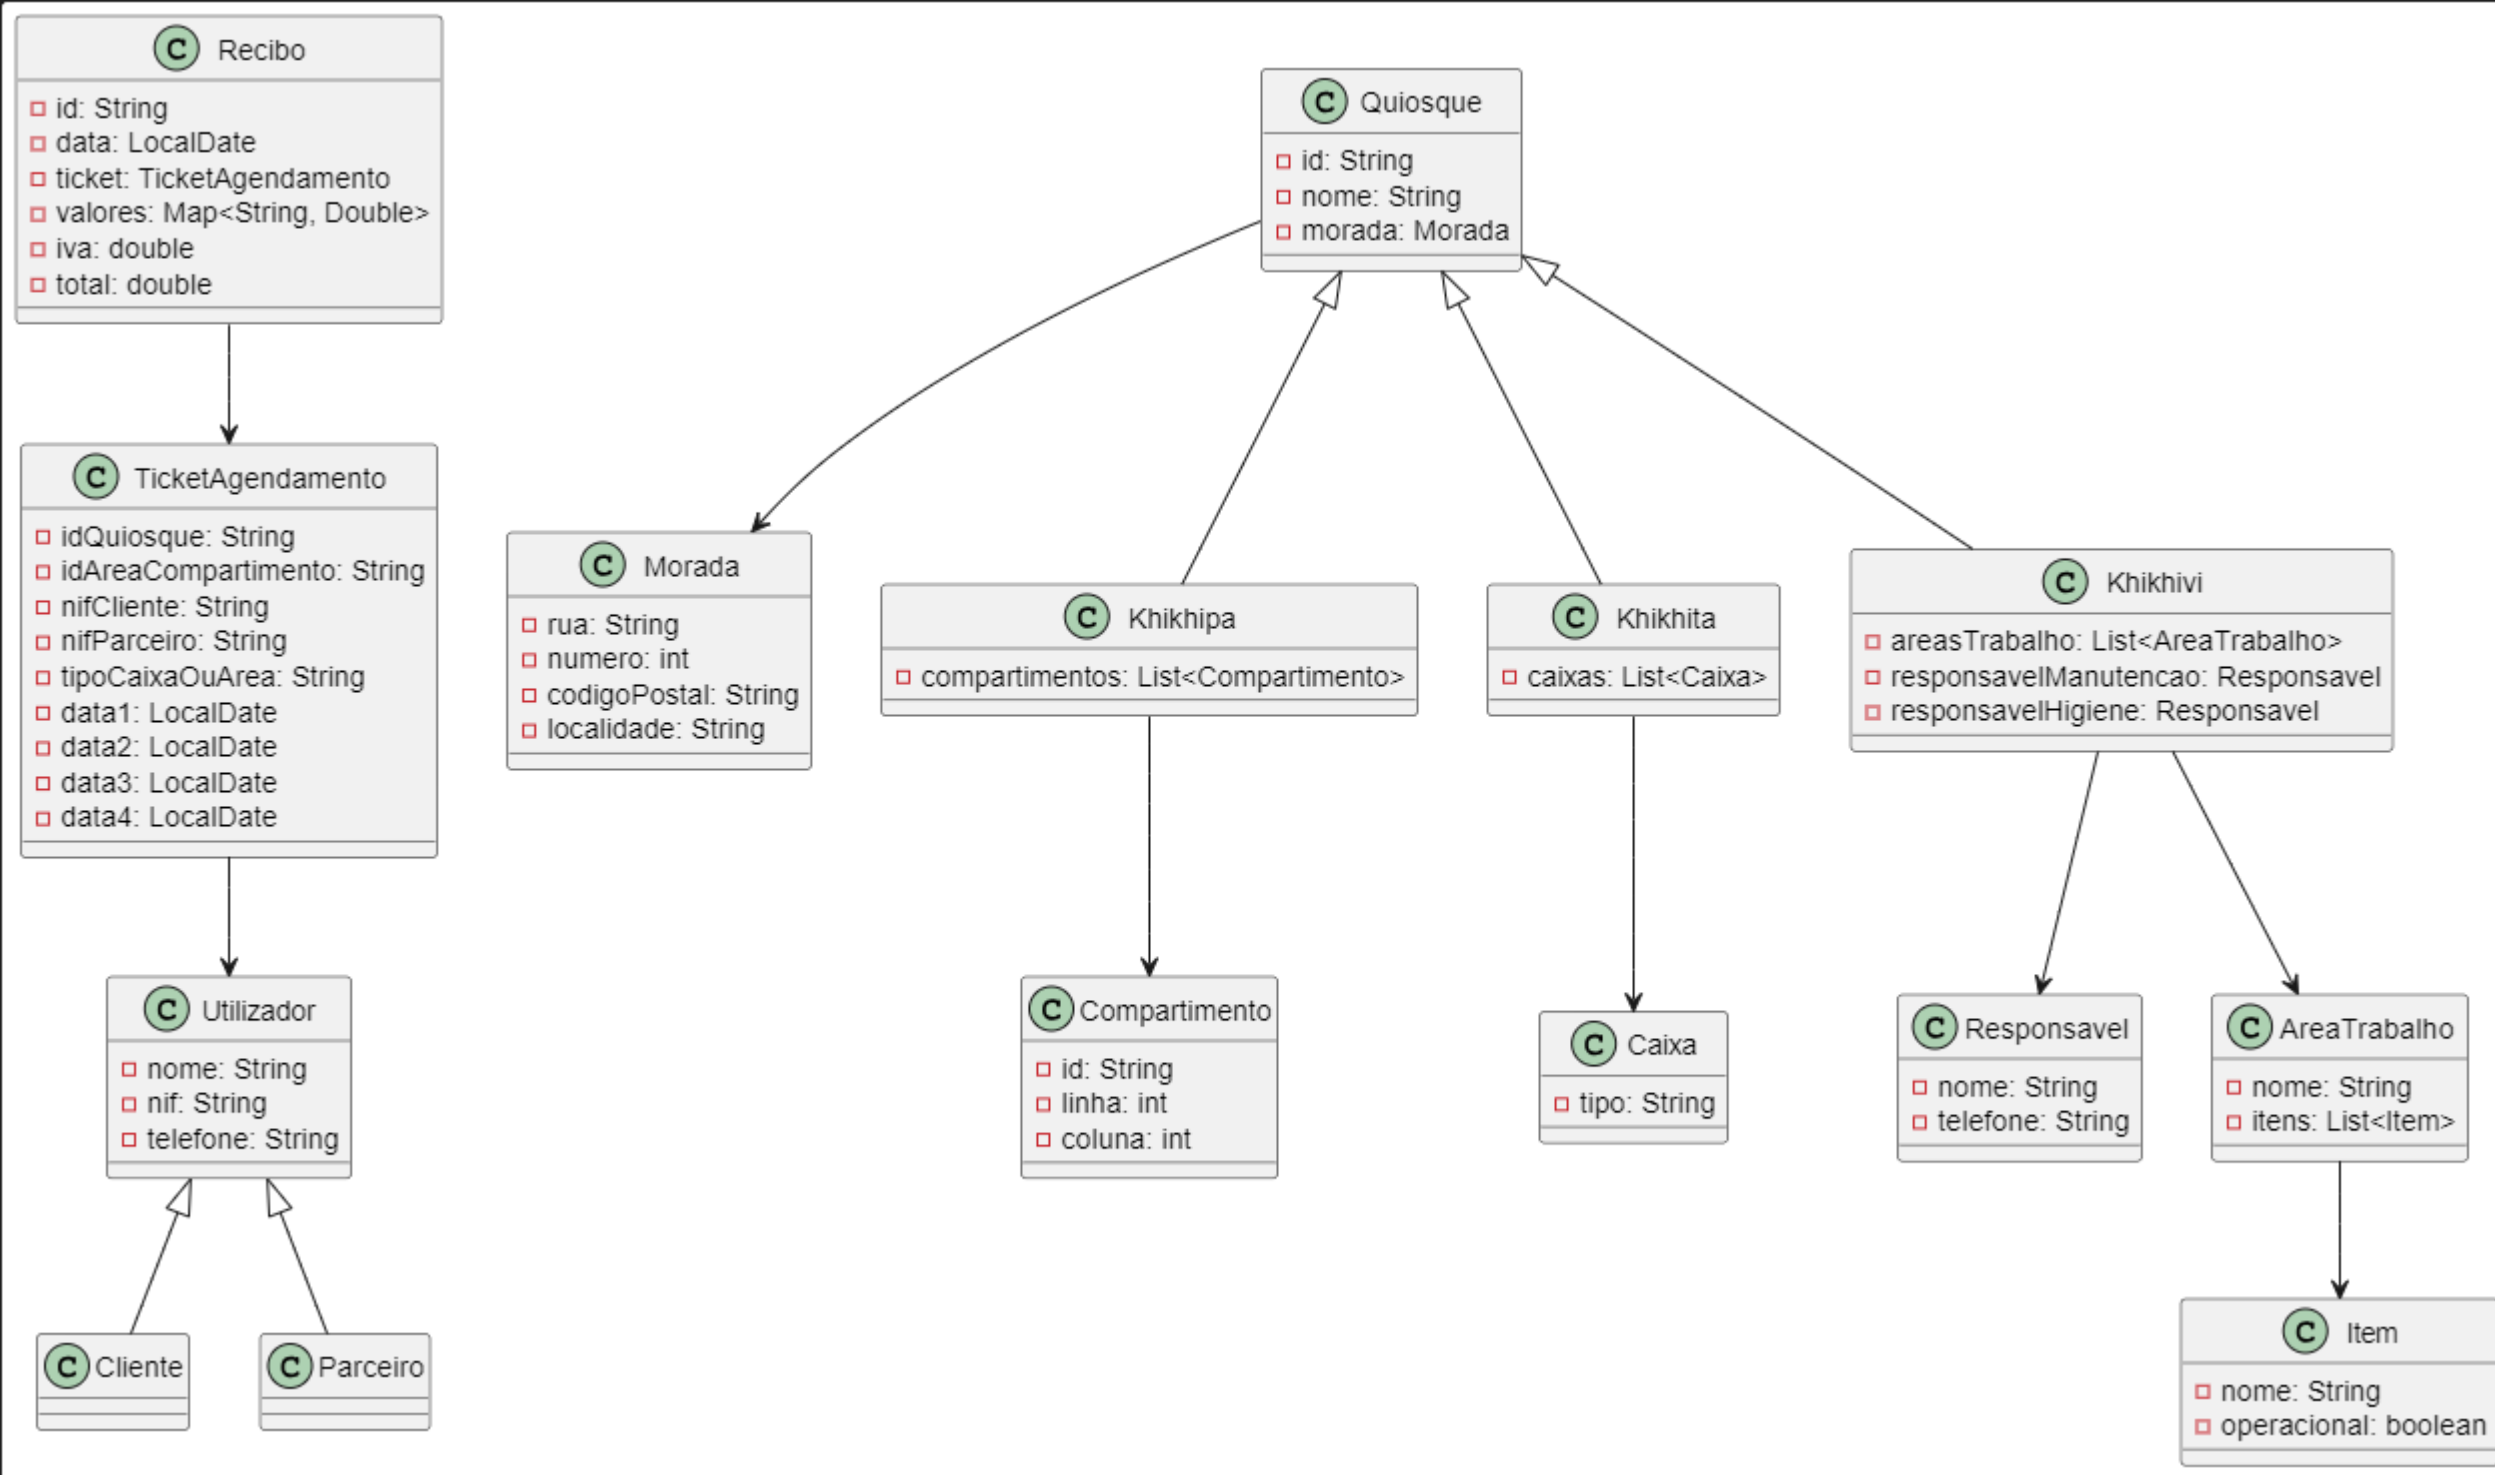 C Recibo
id: String
data: LocalDate
ticket: TicketAgendamento
valores: Map<String, Double>
iva: double
total: double
C Quiosque
id: String
nome: String
morada: Morada
C TicketAgendamento
idQuiosque: String
idAreaCompartimento: String
nifCliente: String
nifParceiro: String
tipoCaixaOuArea: String
data1: LocalDate
data2: LocalDate
data3: LocalDate
data4: LocalDate
C Morada
rua: String
numero: int
codigoPostal: String
localidade: String
C Khikhipa
compartimentos: List<Compartimento>
C Khikhita
caixas: List<Caixa>
C Khikhivi
areasTrabalho: List<AreaTrabalho>
responsavelManutencao: Responsavel
responsavelHigiene: Responsavel
C Utilizador
nome: String
nif: String
telefone: String
C Compartimento
id: String
linha: int
coluna: int
C Caixa
tipo: String
C Responsavel
nome: String
telefone: String
C AreaTrabalho
nome: String
itens: List<Item>
C Cliente
C Parceiro
C Item
nome: String
operacional: boolean